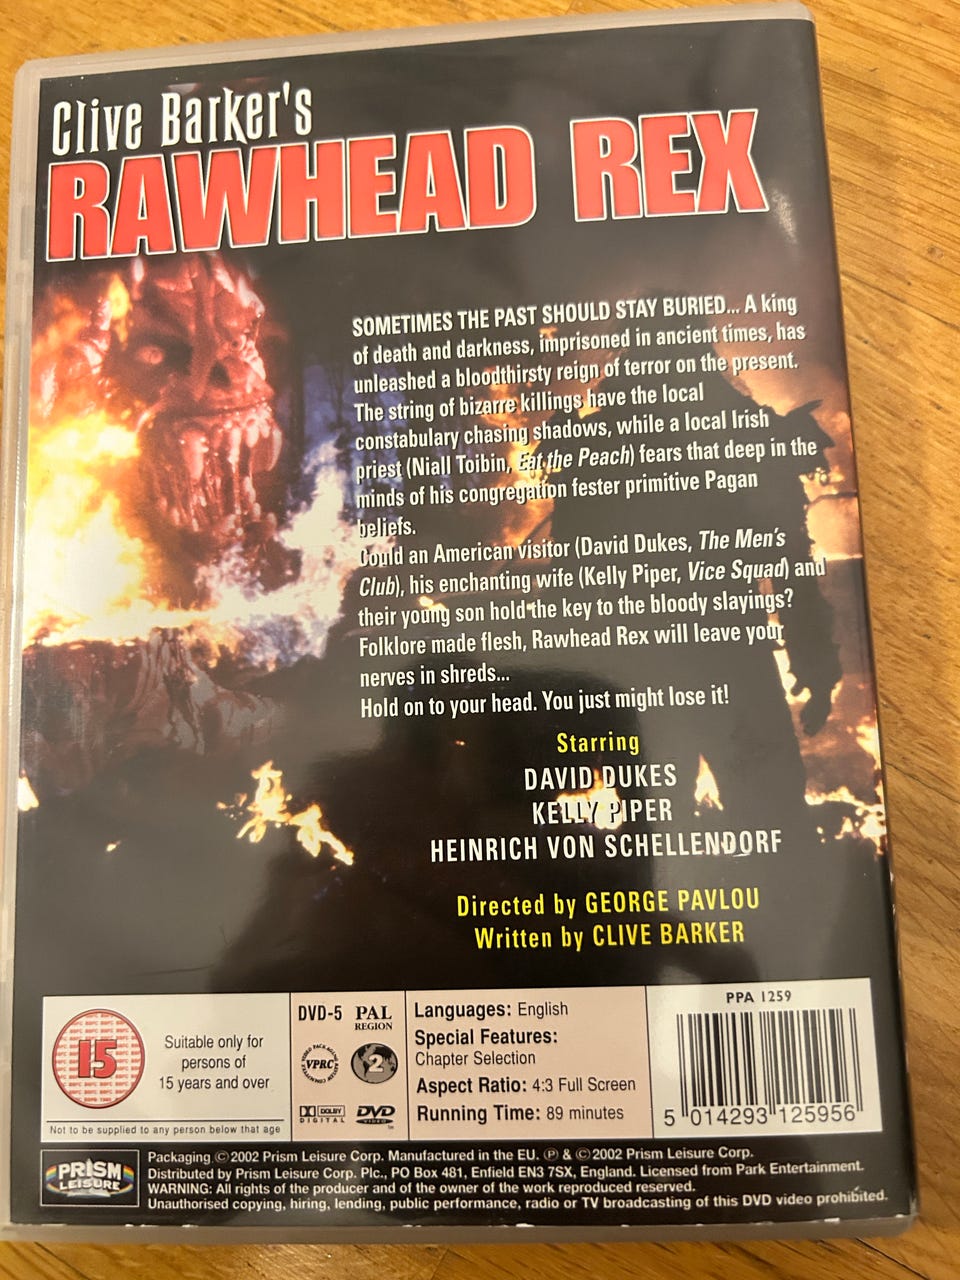 Clive Barker's
RAWHEAD REX
SOMETIMES THE PAST SHOULD STAY BURIED... A king
of death and darkness, imprisoned in ancient times, has
unleashed a bloodthirsty reign of terror on the present.
The string of bizarre killings have the local
constabulary chasing shadows, while a local Irish
priest (Niall Toibin, Eat the Peach) fears that deep in the
minds of his congregation fester primitive Pagan
beliefs.
Could an American visitor (David Dukes, The Men's
Club), his enchanting wife (Kelly Piper, Vice Squad) and
their young son hold the key to the bloody slayings?
Folklore made flesh, Rawhead Rex will leave your
nerves in shreds...
Hold on to your head. You just might lose it!
Starring
DAVID DUKES
KELLY PIPER
HEINRICH VON SCHELLENDORF
Directed by GEORGE PAVLOU
Written by CLIVE BARKER
15
Suitable only for
persons of
15 years and over
Not to be supplied to any person below that age
DVD-5 PAL
REGION
VPRC 2
DOLBY
DIGITAL
DVD
VIDEO
Languages: English
Special Features:
Chapter Selection
Aspect Ratio: 4:3 Full Screen
Running Time: 89 minutes
PPA 1259
5 014293 125956
PRISM
LEISURE
Packaging ©2002 Prism Leisure Corp. Manufactured in the EU. ℗ & ©2002 Prism Leisure Corp.
Distributed by Prism Leisure Corp. Plc., PO Box 481, Enfield EN3 7SX, England. Licensed from Park Entertainment.
WARNING: All rights of the producer and of the owner of the work reproduced reserved.
Unauthorised copying, hiring, lending, public performance, radio or TV broadcasting of this DVD video prohibited.